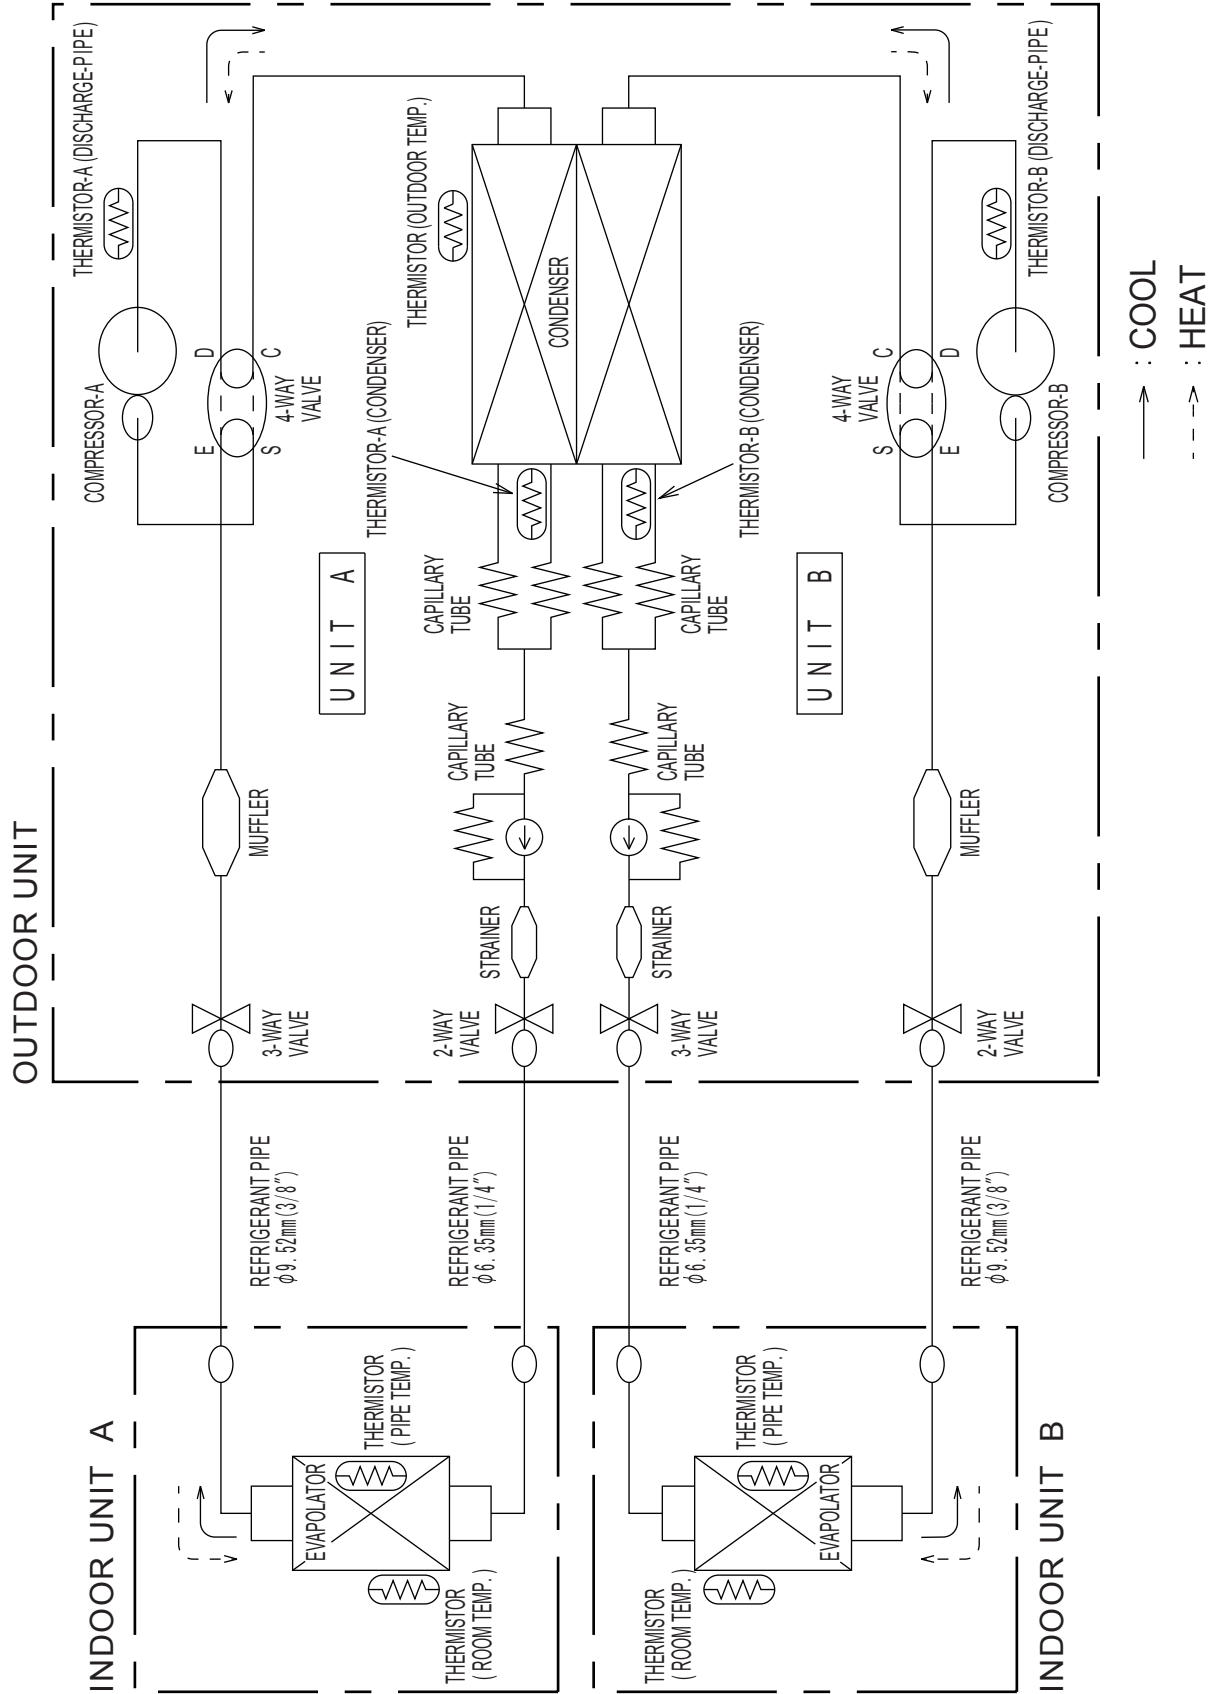 OUTDOOR UNIT
THERMISTOR-A (DISCHARGE-PIPE)
COMPRESSOR-A
E
D
S
C
4-WAY
VALVE
MUFFLER
3-WAY
VALVE
UNIT A
THERMISTOR-A (CONDENSER)
THERMISTOR (OUTDOOR TEMP.)
CAPILLARY
TUBE
CAPILLARY
TUBE
STRAINER
2-WAY
VALVE
CONDENSER
STRAINER
3-WAY
VALVE
CAPILLARY
TUBE
CAPILLARY
TUBE
THERMISTOR-B (CONDENSER)
UNIT B
4-WAY
VALVE
S
C
E
D
MUFFLER
2-WAY
VALVE
COMPRESSOR-B
THERMISTOR-B (DISCHARGE-PIPE)
REFRIGERANT PIPE
φ9.52mm(3/8")
REFRIGERANT PIPE
φ6.35mm(1/4")
REFRIGERANT PIPE
φ6.35mm(1/4")
REFRIGERANT PIPE
φ9.52mm(3/8")
INDOOR UNIT A
EVAPOLATOR
THERMISTOR
(PIPE TEMP.)
THERMISTOR
(ROOM TEMP.)
THERMISTOR
(ROOM TEMP.)
THERMISTOR
(PIPE TEMP.)
EVAPOLATOR
INDOOR UNIT B
: COOL
: HEAT